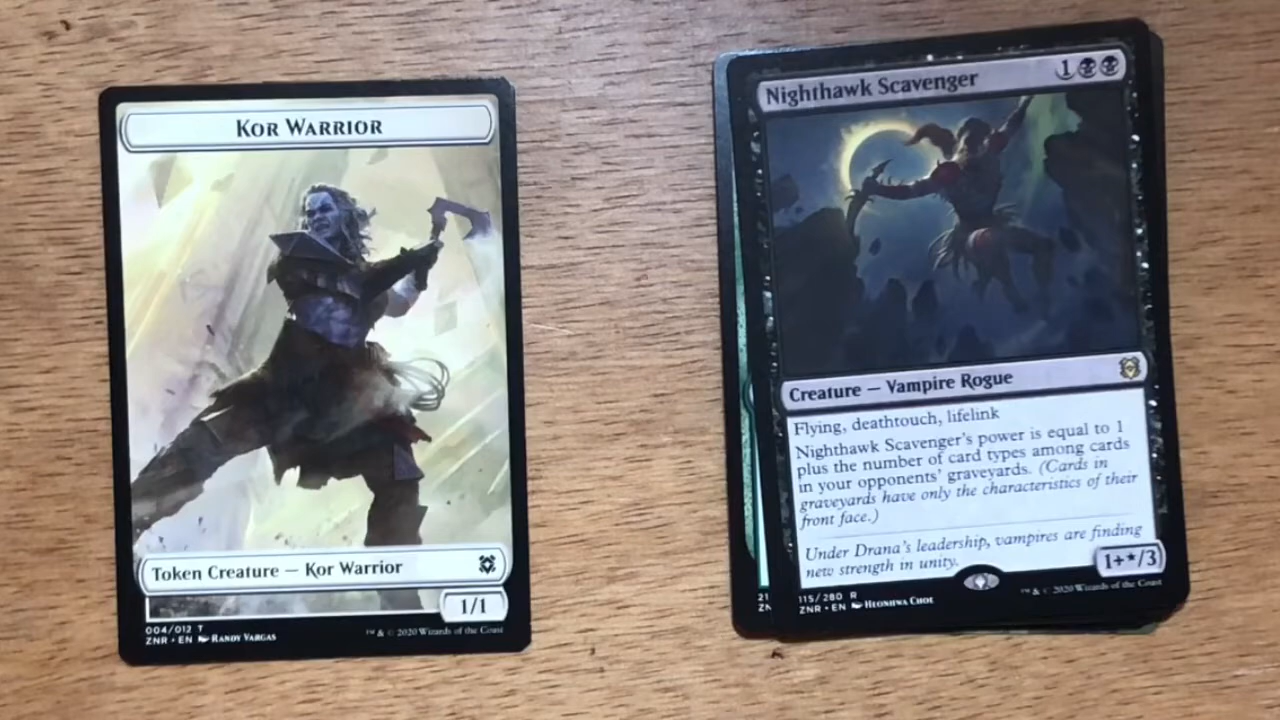 Kor Warrior
Token Creature — Kor Warrior
1/1
004/012 T
ZNR • EN Randy Vargas
™ & © 2020 Wizards of the Coast
Nighthawk Scavenger
1
Creature — Vampire Rogue
Flying, deathtouch, lifelink
Nighthawk Scavenger's power is equal to 1
plus the number of card types among cards
in your opponents' graveyards. (Cards in
graveyards have only the characteristics of their
front face.)
Under Drana's leadership, vampires are finding
new strength in unity.
1+*/3
115/280 R
ZNR • EN Heonhwa Choe
™ & © 2020 Wizards of the Coast
21
ZN